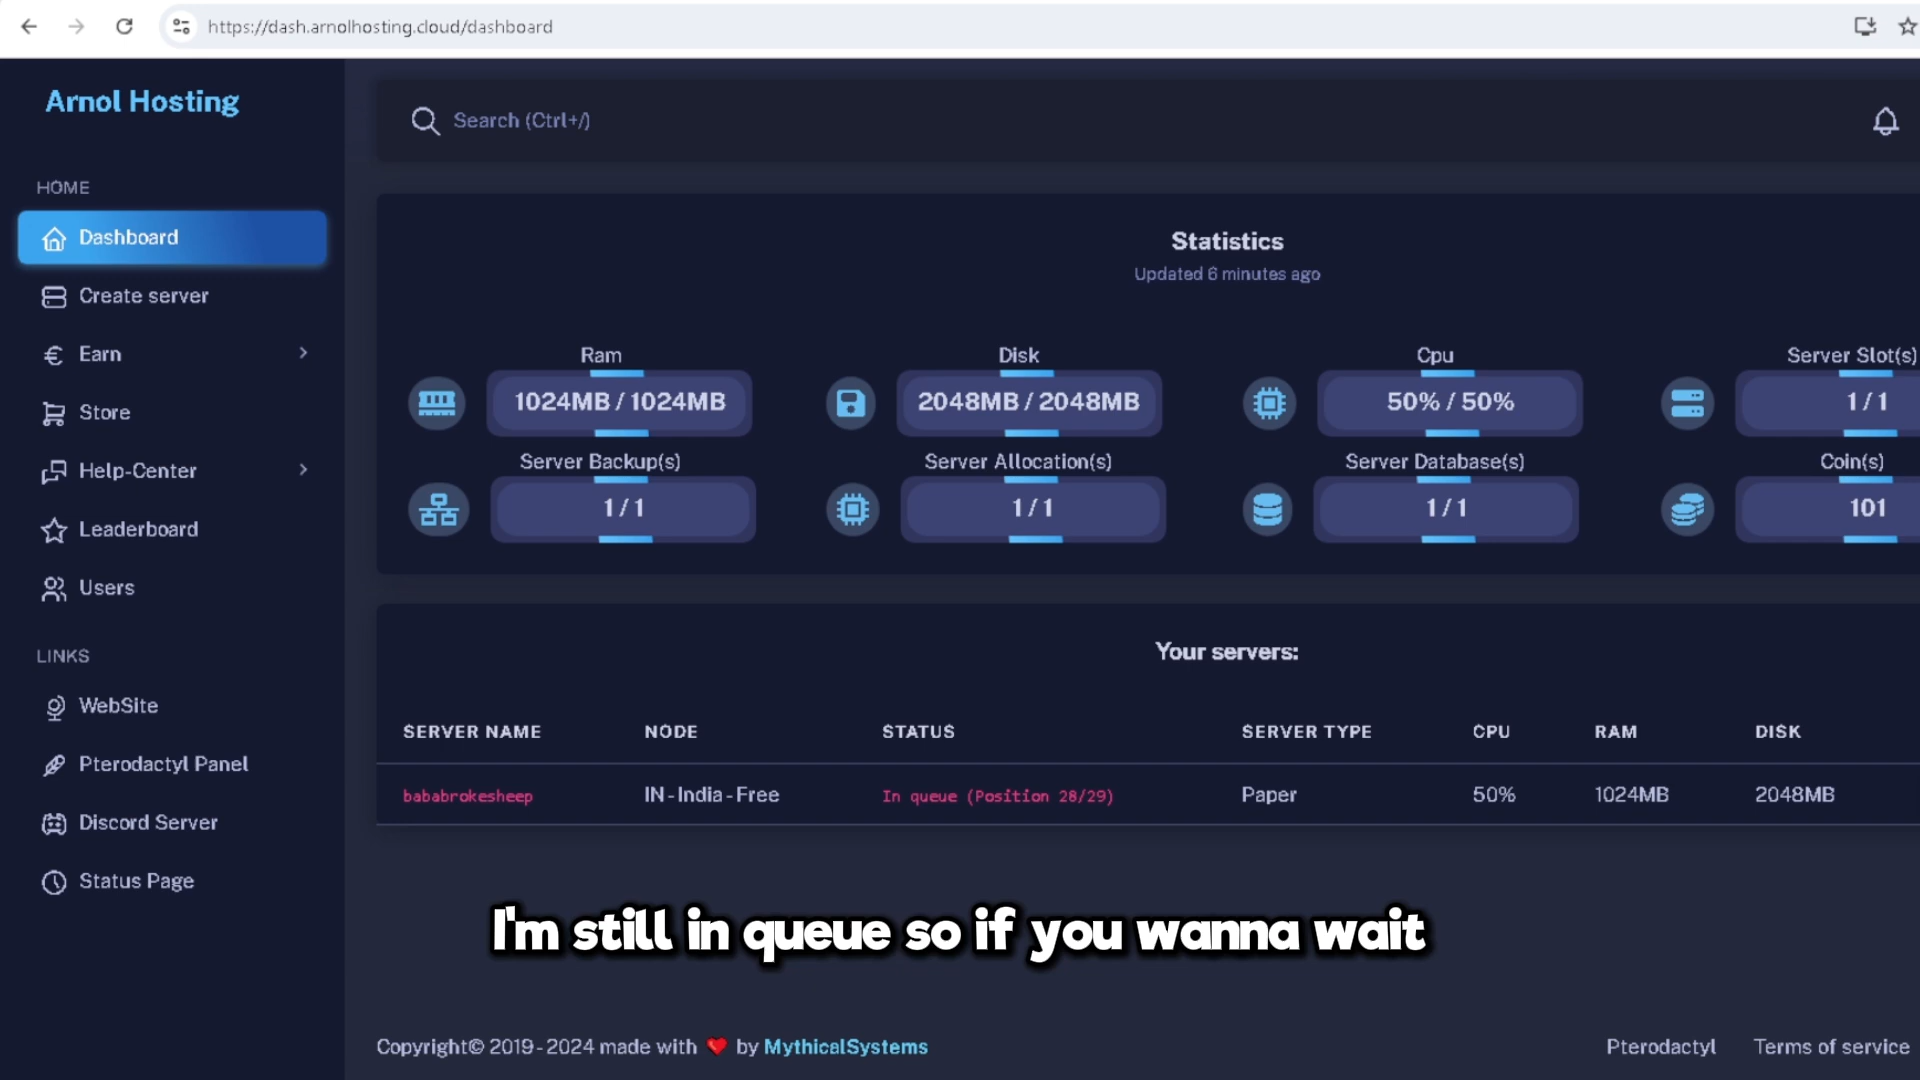 https://dash.arnolhosting.cloud/dashboard
Arnol Hosting
Search (Ctrl+/)
HOME
Dashboard
Create server
Earn
Store
Help-Center
Leaderboard
Users
LINKS
WebSite
Pterodactyl Panel
Discord Server
Status Page
Statistics
Updated 6 minutes ago
Ram Disk Cpu Server Slot(s)
1024MB / 1024MB 2048MB / 2048MB 50% / 50% 1 / 1
Server Backup(s) Server Allocation(s) Server Database(s) Coin(s)
1 / 1 1 / 1 1 / 1 101
Your servers:
SERVER NAME NODE STATUS SERVER TYPE CPU RAM DISK
bababrokesheep IN-India-Free In queue (Position 28/29) Paper 50% 1024MB 2048MB
I'm still in queue so if you wanna wait
Copyright© 2019-2024 made with ❤ by MythicalSystems Pterodactyl Terms of service